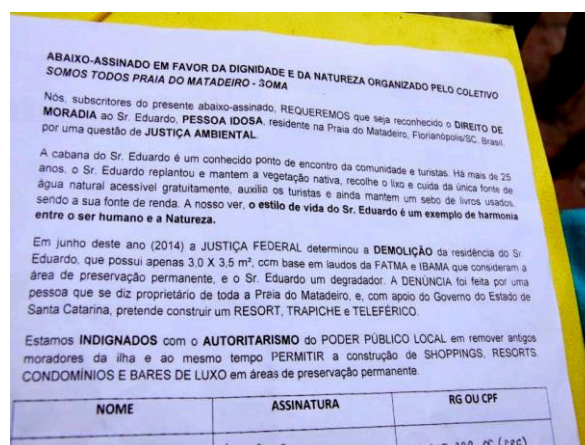 ABAIXO-ASSINADO EM FAVOR DA DIGNIDADE E DA NATUREZA ORGANIZADO PELO COLETIVO
SOMOS TODOS PRAIA DO MATADEIRO - SOMA
Nós, subscritores do presente abaixo-assinado, REQUEREMOS que seja reconhecido o DIREITO DE
MORADIA ao Sr. Eduardo, PESSOA IDOSA, residente na Praia do Matadeiro, Florianópolis/SC, Brasil,
por uma questão de JUSTIÇA AMBIENTAL.
A cabana do Sr. Eduardo é um conhecido ponto de encontro da comunidade e turistas. Há mais de 25
anos, o Sr. Eduardo replantou e mantem a vegetação nativa, recolhe o lixo e cuida da única fonte de
água natural acessível gratuitamente, auxilia os turistas e ainda mantem um sebo de livros usados,
sendo a sua fonte de renda. A nosso ver, o estilo de vida do Sr. Eduardo é um exemplo de harmonia
entre o ser humano e a Natureza.
Em junho deste ano (2014) a JUSTIÇA FEDERAL determinou a DEMOLIÇÃO da residência do Sr
Eduardo, que possui apenas 3,0 X 3,5 m², com base em laudos da FATMA e IBAMA que consideram a
área de preservação permanente, e o Sr. Eduardo um degradador. A DENÚNCIA foi feita por uma
pessoa que se diz proprietário de toda a Praia do Matadeiro, e, com apoio do Governo do Estado de
Santa Catarina, pretende construir um RESORT, TRAPICHE e TELEFÉRICO.
Estamos INDIGNADOS com o AUTORITARISMO do PODER PÚBLICO LOCAL em remover antigos
moradores da ilha e ao mesmo tempo PERMITIR a construção de SHOPPINGS, RESORTS,
CONDOMÍNIOS E BARES DE LUXO em áreas de preservação permanente.
NOME ASSINATURA RG OU CPF